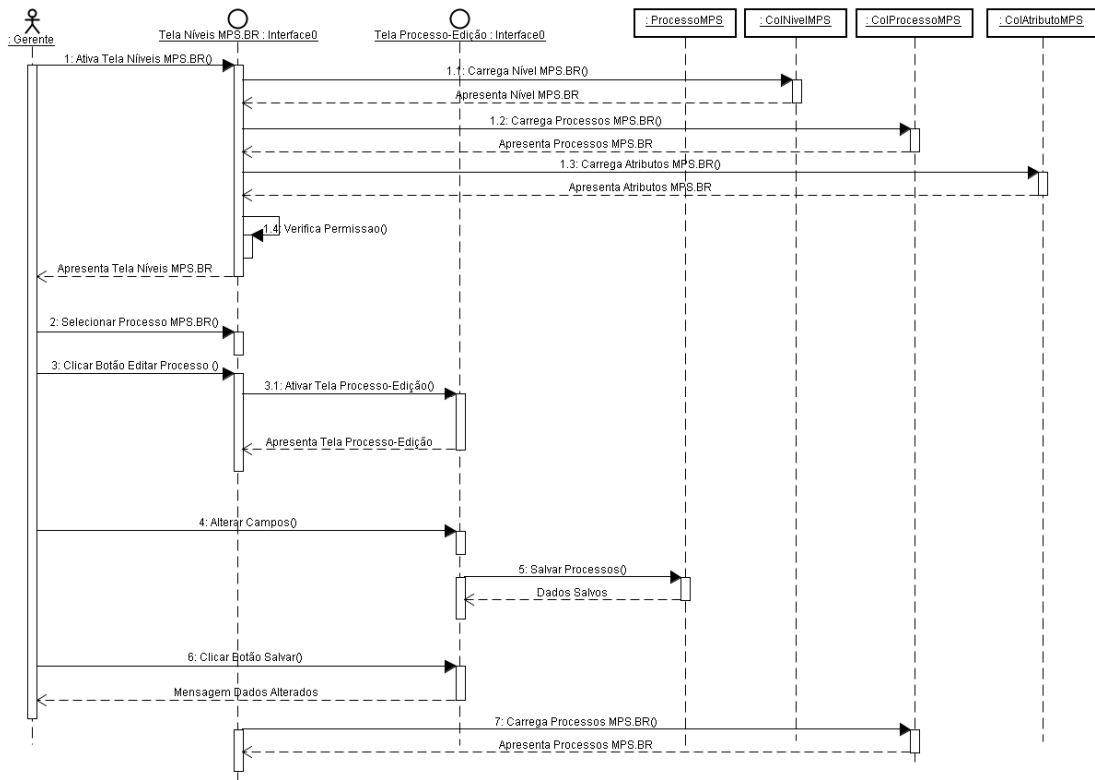 : ProcessoMPS
: ColNivelMPS
: ColProcessoMPS
: ColAtributoMPS
: Gerente
Tela Níveis MPS.BR : Interface0
Tela Processo-Edição : Interface0
1: Ativa Tela Nííveis MPS.BR()
1.1: Carrega Nível MPS.BR()
Apresenta Nível MPS.BR
1.2: Carrega Processos MPS.BR()
Apresenta Processos MPS.BR
1.3: Carrega Atributos MPS.BR()
Apresenta Atributos MPS.BR
1.4: Verifica Permissao()
Apresenta Tela Níveis MPS.BR
2: Selecionar Processo MPS.BR()
3: Clicar Botão Editar Processo ()
3.1: Ativar Tela Processo-Edição()
Apresenta Tela Processo-Edição
4: Alterar Campos()
5: Salvar Processos()
Dados Salvos
6: Clicar Botão Salvar()
Mensagem Dados Alterados
7: Carrega Processos MPS.BR()
Apresenta Processos MPS.BR